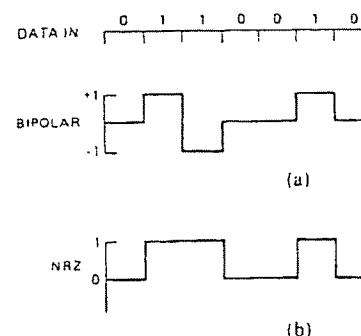 0 1 1 0 0 1 0
DATA IN
+1
BIPOLAR
-1
(a)
1
NRZ
0
(b)